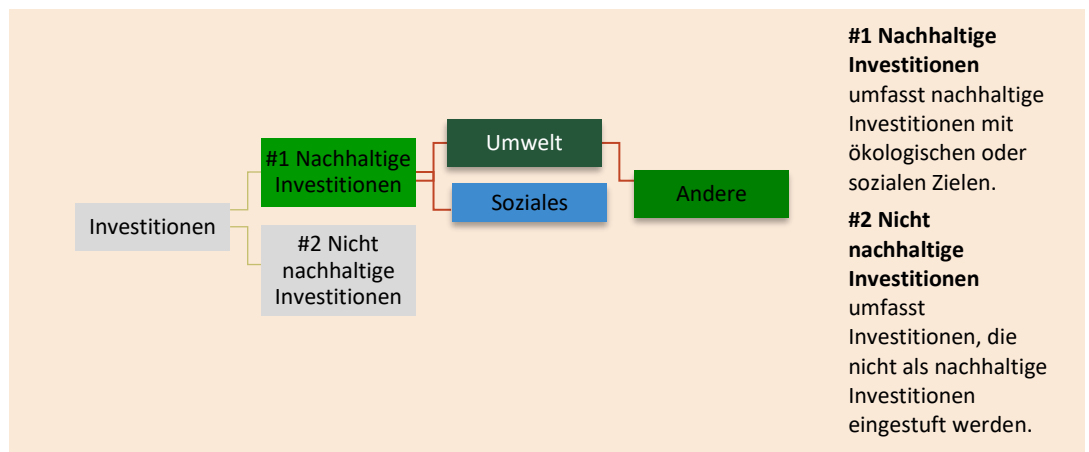 Investitionen
#1 Nachhaltige
Investitionen
#2 Nicht
nachhaltige
Investitionen
Umwelt
Soziales
Andere
#1 Nachhaltige
Investitionen
umfasst nachhaltige
Investitionen mit
ökologischen oder
sozialen Zielen.
#2 Nicht
nachhaltige
Investitionen
umfasst
Investitionen, die
nicht als nachhaltige
Investitionen
eingestuft werden.